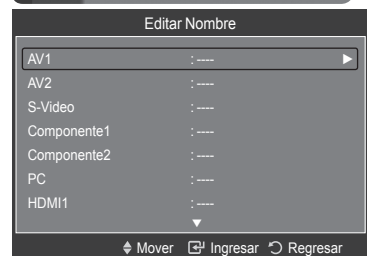 Editar Nombre
AV1 : ---- ►
AV2 : ----
S-Video : ----
Componente1 : ----
Componente2 : ----
PC : ----
HDMI1 : ----
▼
Mover Ingresar Regresar